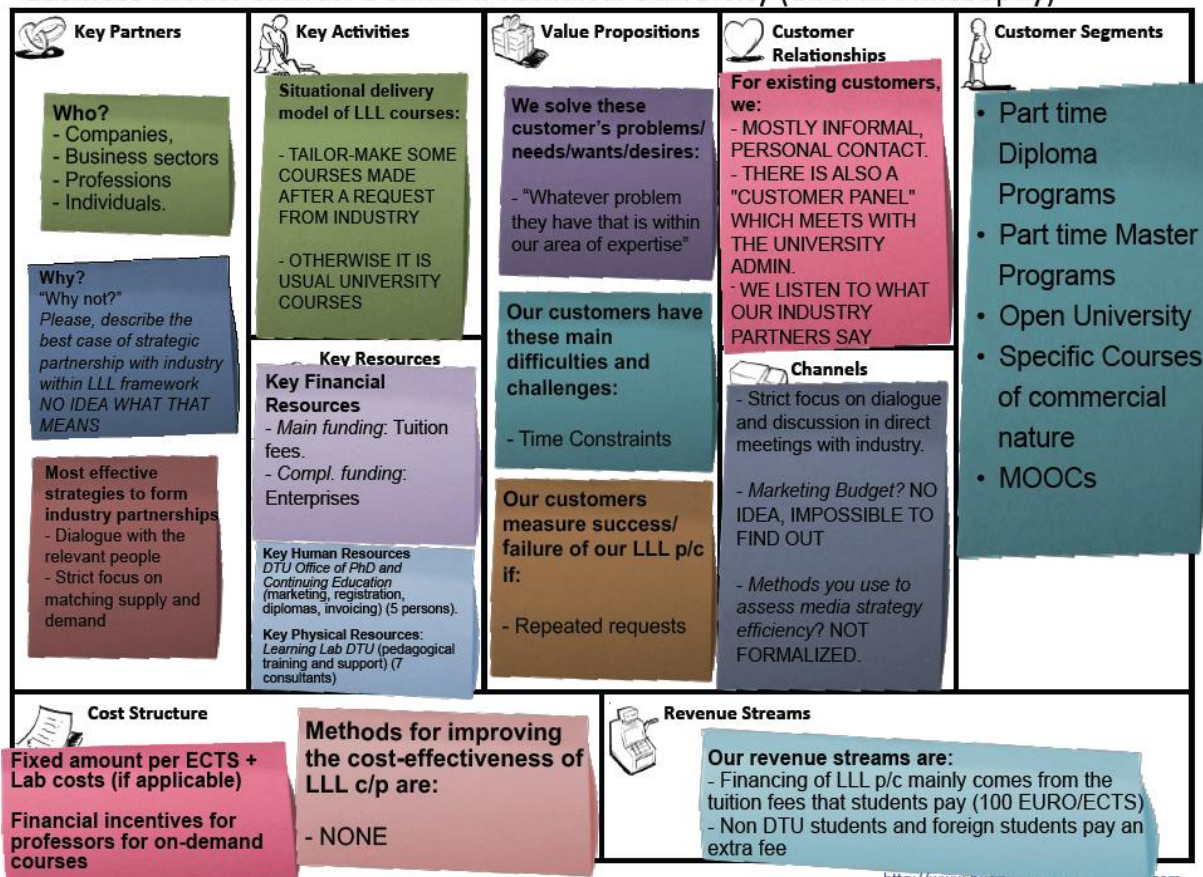 Key Partners
Who?
- Companies,
- Business sectors
- Professions
- Individuals.
Why?
"Why not?"
Please, describe the
best case of strategic
partnership with industry
within LLL framework
NO IDEA WHAT THAT
MEANS
Most effective
strategies to form
industry partnerships
- Dialogue with the
relevant people
- Strict focus on
matching supply and
demand
Key Activities
Situational delivery
model of LLL courses:
- TAILOR-MAKE SOME
COURSES MADE
AFTER A REQUEST
FROM INDUSTRY
- OTHERWISE IT IS
USUAL UNIVERSITY
COURSES
Key Resources
Key Financial
Resources
- Main funding: Tuition
fees.
- Compl. funding:
Enterprises
Key Human Resources
DTU Office of PhD and
Continuing Education
(marketing, registration,
diplomas, invoicing) (5 persons).
Key Physical Resources:
Learning Lab DTU (pedagogical
training and support) (7
consultants)
Value Propositions
We solve these
customer's problems/
needs/wants/desires:
- "Whatever problem
they have that is within
our area of expertise"
Our customers have
these main
difficulties and
challenges:
- Time Constraints
Our customers
measure success/
failure of our LLL p/c
if:
- Repeated requests
Customer
Relationships
For existing customers,
we:
- MOSTLY INFORMAL,
PERSONAL CONTACT.
- THERE IS ALSO A
"CUSTOMER PANEL"
WHICH MEETS WITH
THE UNIVERSITY
ADMIN.
- WE LISTEN TO WHAT
OUR INDUSTRY
PARTNERS SAY
Channels
- Strict focus on dialogue
and discussion in direct
meetings with industry.
- Marketing Budget? NO
IDEA, IMPOSSIBLE TO
FIND OUT
- Methods you use to
assess media strategy
efficiency? NOT
FORMALIZED.
Customer Segments
• Part time
Diploma
Programs
• Part time Master
Programs
• Open University
• Specific Courses
of commercial
nature
• MOOCs
Cost Structure
Fixed amount per ECTS +
Lab costs (if applicable)
Financial incentives for
professors for on-demand
courses
Methods for improving
the cost-effectiveness of
LLL c/p are:
- NONE
Revenue Streams
Our revenue streams are:
- Financing of LLL p/c mainly comes from the
tuition fees that students pay (100 EURO/ECTS)
- Non DTU students and foreign students pay an
extra fee